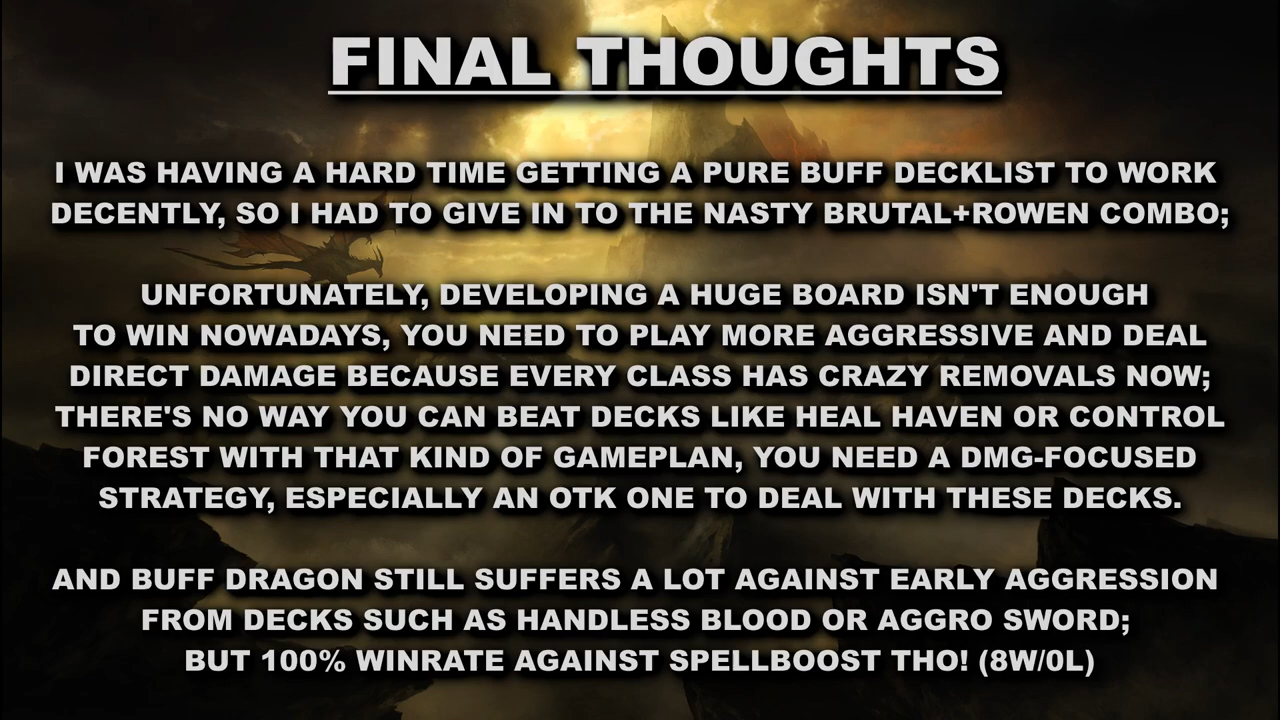 FINAL THOUGHTS
I WAS HAVING A HARD TIME GETTING A PURE BUFF DECKLIST TO WORK
DECENTLY, SO I HAD TO GIVE IN TO THE NASTY BRUTAL+ROWEN COMBO;
UNFORTUNATELY, DEVELOPING A HUGE BOARD ISN'T ENOUGH
TO WIN NOWADAYS, YOU NEED TO PLAY MORE AGGRESSIVE AND DEAL
DIRECT DAMAGE BECAUSE EVERY CLASS HAS CRAZY REMOVALS NOW;
THERE'S NO WAY YOU CAN BEAT DECKS LIKE HEAL HAVEN OR CONTROL
FOREST WITH THAT KIND OF GAMEPLAN, YOU NEED A DMG-FOCUSED
STRATEGY, ESPECIALLY AN OTK ONE TO DEAL WITH THESE DECKS.
AND BUFF DRAGON STILL SUFFERS A LOT AGAINST EARLY AGGRESSION
FROM DECKS SUCH AS HANDLESS BLOOD OR AGGRO SWORD;
BUT 100% WINRATE AGAINST SPELLBOOST THO! (8W/0L)